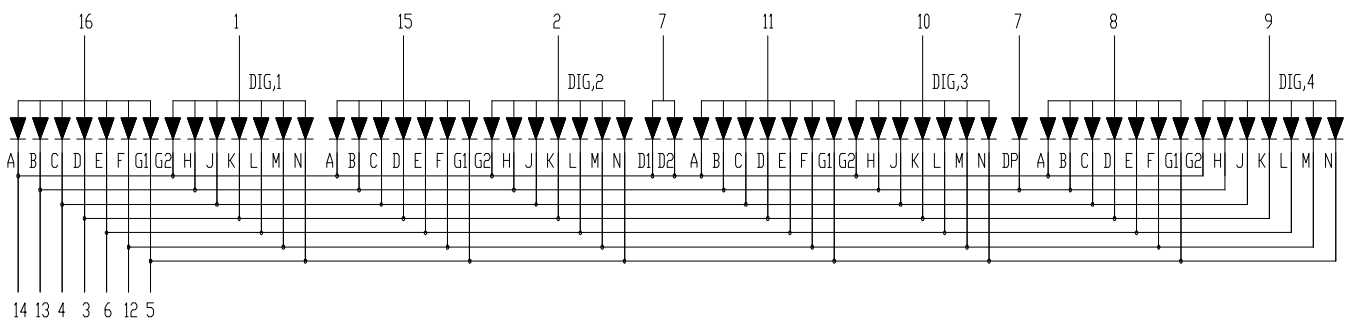 16 1 15 2 7 11 10 7 8 9
DIG,1 DIG,2 DIG,3 DIG,4
A B C D E F G1 G2 H J K L M N A B C D E F G1 G2 H J K L M N D1 D2 A B C D E F G1 G2 H J K L M N DP A B C D E F G1 G2 H J K L M N
14 13 4 3 6 12 5